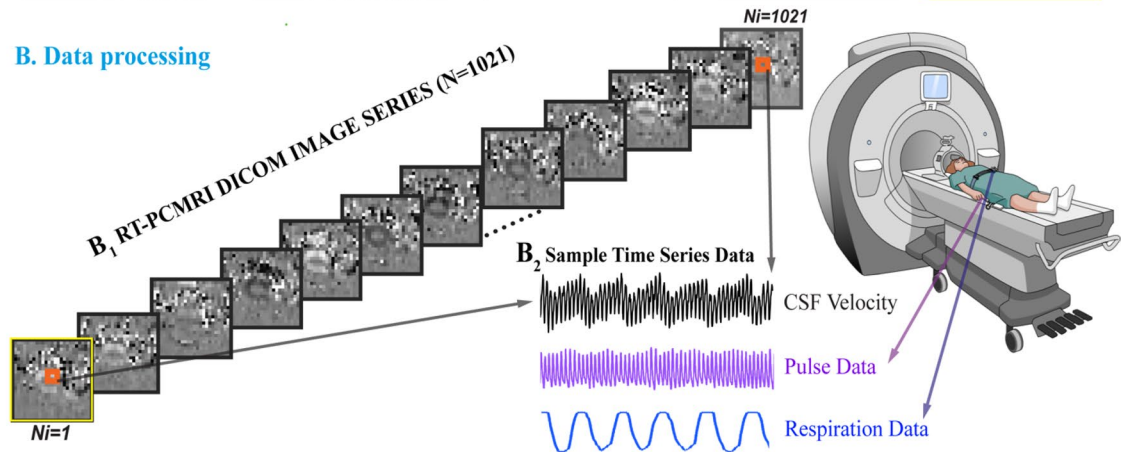 Ni=1021
B. Data processing
B1 RT-PCMRI DICOM IMAGE SERIES (N=1021)
B2 Sample Time Series Data
CSF Velocity
Pulse Data
Respiration Data
Ni=1